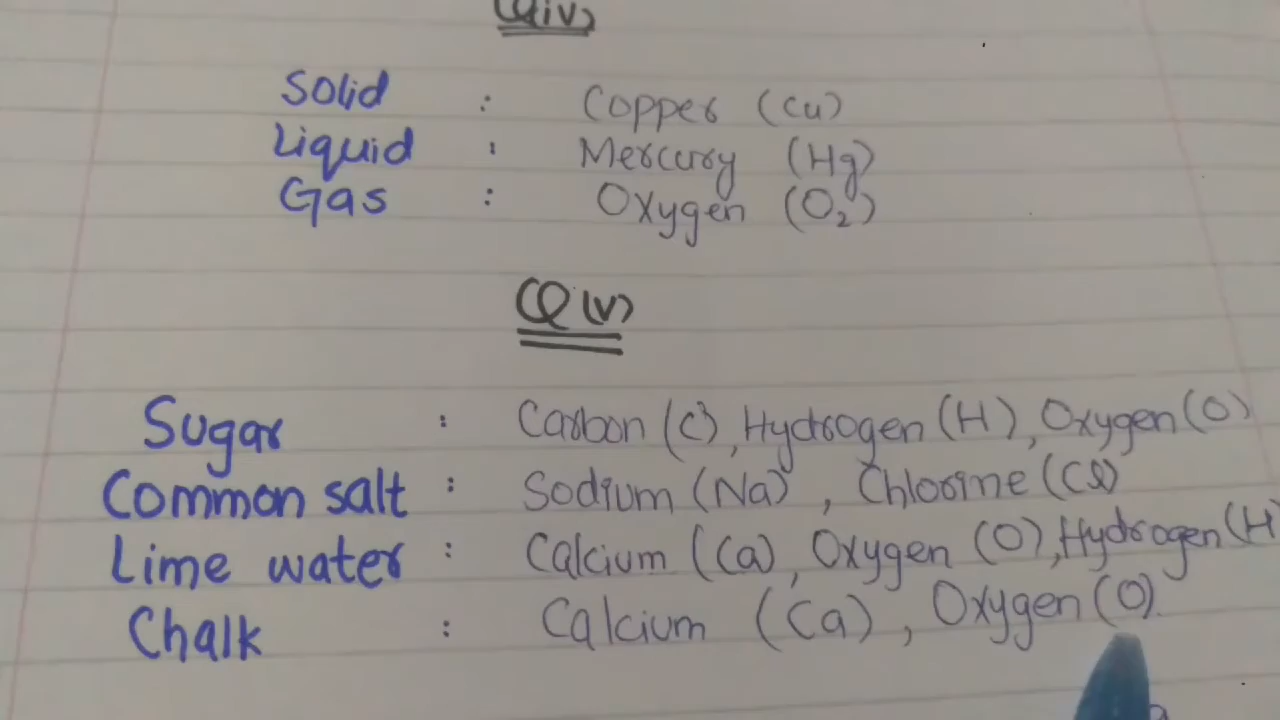 Q(iv)
Solid : Copper (Cu)
Liquid : Mercury (Hg)
Gas : Oxygen (O₂)
Q(v)
Sugar : Carbon (C), Hydrogen (H), Oxygen (O)
Common salt : Sodium (Na), Chlorine (Cl)
Lime water : Calcium (Ca), Oxygen (O), Hydrogen (H
Chalk : Calcium (Ca), Oxygen (O)